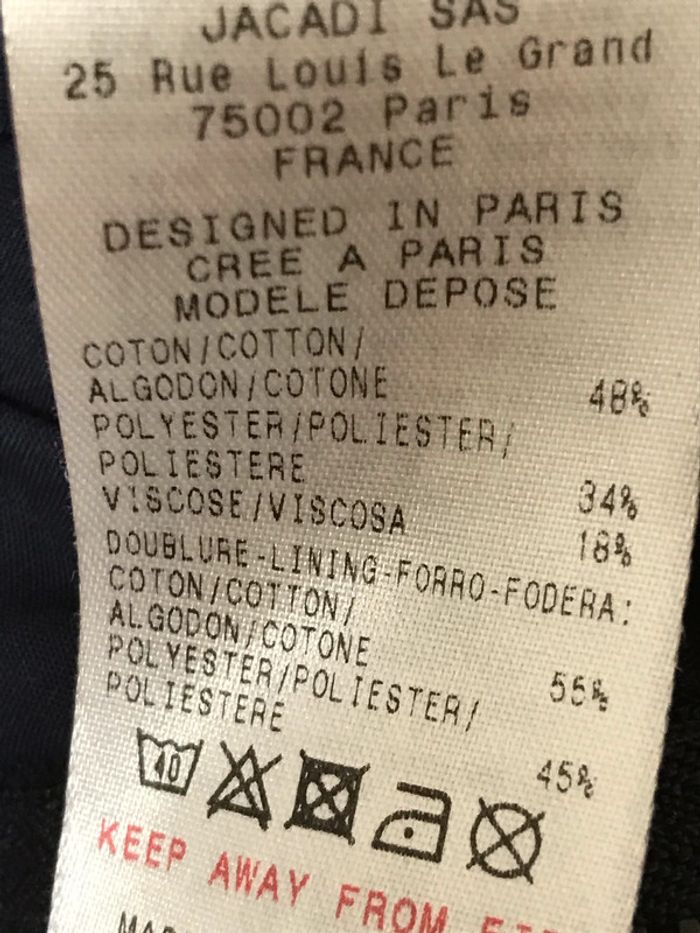 JACADI SAS
25 Rue Louis Le Grand
75002 Paris
FRANCE
DESIGNED IN PARIS
CREE A PARIS
MODELE DEPOSE
COTON/COTTON/
ALGODON/COTONE 48%
POLYESTER/POLIESTER/
POLIESTERE 34%
VISCOSE/VISCOSA 18%
DOUBLURE-LINING-FORRO-FODERA:
COTON/COTTON/
ALGODON/COTONE 55%
POLYESTER/POLIESTER/
POLIESTERE 45%
40
KEEP AWAY FROM